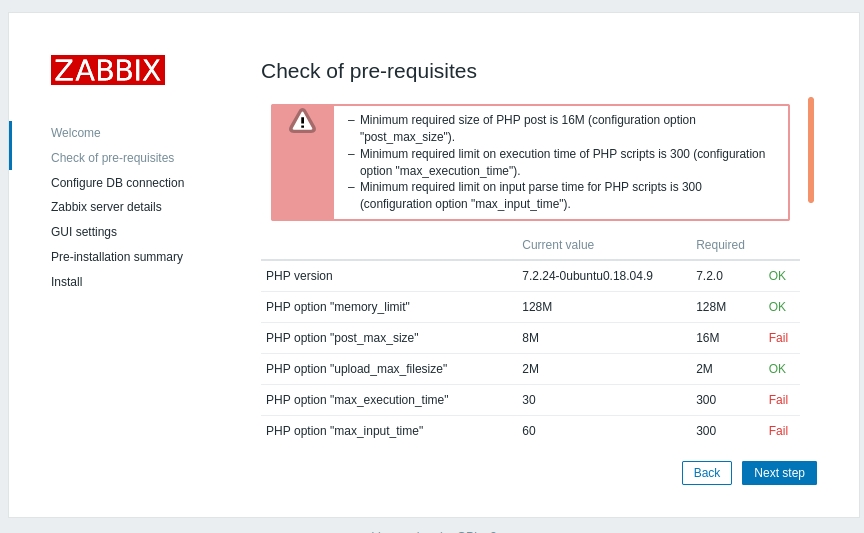 ZABBIX
Check of pre-requisites
Welcome
Check of pre-requisites
Configure DB connection
Zabbix server details
GUI settings
Pre-installation summary
Install
– Minimum required size of PHP post is 16M (configuration option
"post_max_size").
– Minimum required limit on execution time of PHP scripts is 300 (configuration
option "max_execution_time").
– Minimum required limit on input parse time for PHP scripts is 300
(configuration option "max_input_time").
Current value Required
PHP version 7.2.24-0ubuntu0.18.04.9 7.2.0 OK
PHP option "memory_limit" 128M 128M OK
PHP option "post_max_size" 8M 16M Fail
PHP option "upload_max_filesize" 2M 2M OK
PHP option "max_execution_time" 30 300 Fail
PHP option "max_input_time" 60 300 Fail
Back Next step